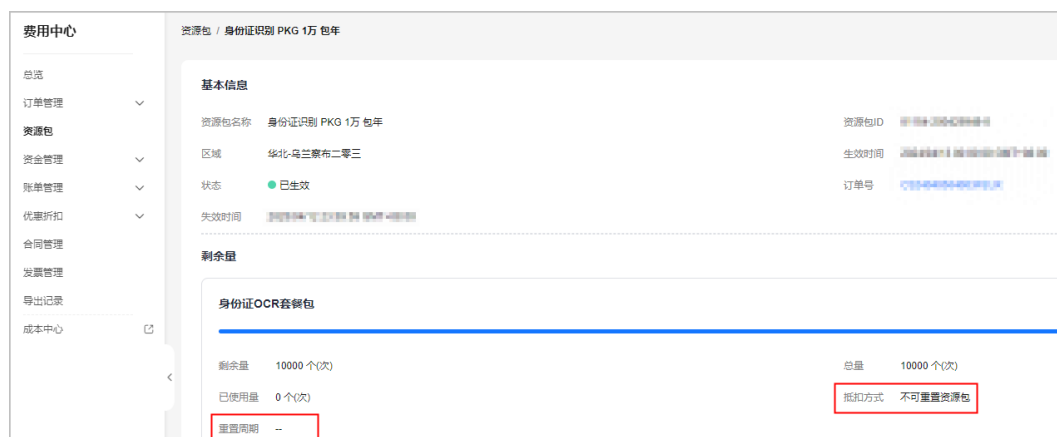 费用中心
资源包 / 身份证识别 PKG 1万 包年
总览
订单管理
资源包
资金管理
账单管理
优惠折扣
合同管理
发票管理
导出记录
成本中心
基本信息
资源包名称 身份证识别 PKG 1万 包年
资源包ID
区域 华北-乌兰察布二零三
生效时间
状态 已生效
订单号
失效时间
剩余量
身份证OCR套餐包
剩余量 10000 个(次)
总量 10000 个(次)
已使用量 0 个(次)
抵扣方式 不可重置资源包
重置周期 --